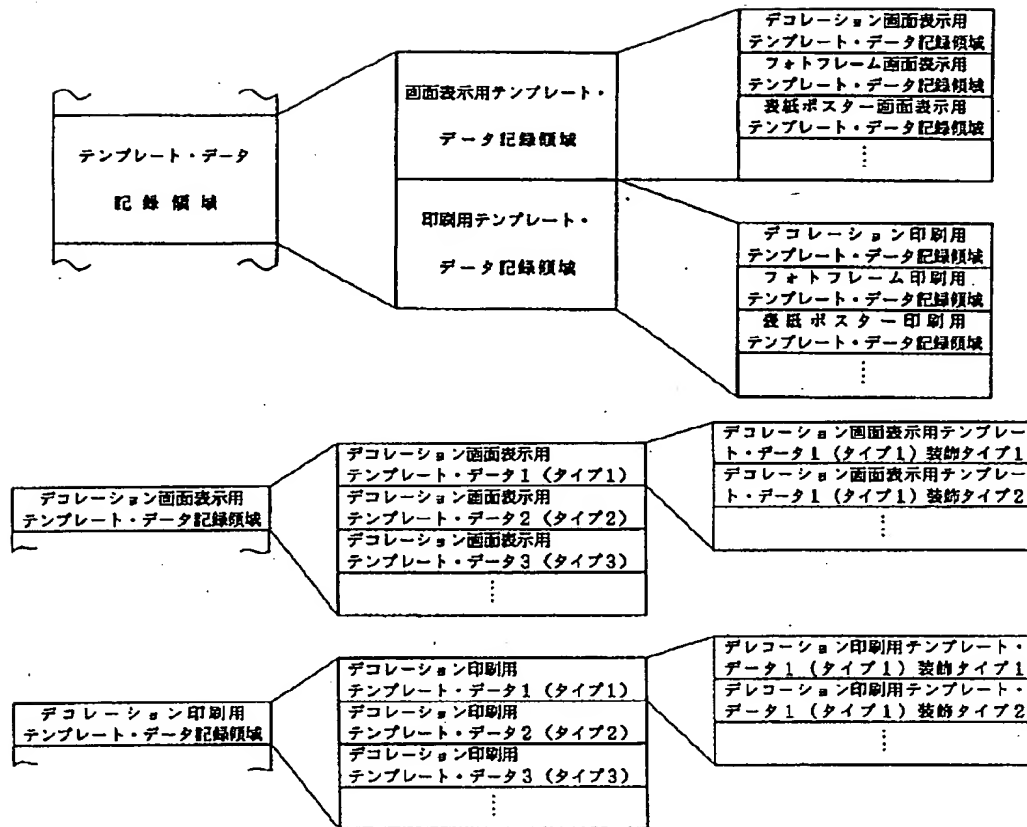 テンプレート・データ
記録領域
画面表示用テンプレート・
データ記録領域
印刷用テンプレート・
データ記録領域
デコレーション画面表示用
テンプレート・データ記録領域
フォトフレーム画面表示用
テンプレート・データ記録領域
表紙ポスター画面表示用
テンプレート・データ記録領域
⋮
デコレーション印刷用
テンプレート・データ記録領域
フォトフレーム印刷用
テンプレート・データ記録領域
表紙ポスター印刷用
テンプレート・データ記録領域
⋮
デコレーション画面表示用
テンプレート・データ記録領域
デコレーション画面表示用
テンプレート・データ1(タイプ1)
デコレーション画面表示用
テンプレート・データ2(タイプ2)
デコレーション画面表示用
テンプレート・データ3(タイプ3)
⋮
デコレーション画面表示用テンプレー
ト・データ1(タイプ1)装飾タイプ1
デコレーション画面表示用テンプレー
ト・データ1(タイプ1)装飾タイプ2
⋮
デコレーション印刷用
テンプレート・データ記録領域
デコレーション印刷用
テンプレート・データ1(タイプ1)
デコレーション印刷用
テンプレート・データ2(タイプ2)
デコレーション印刷用
テンプレート・データ3(タイプ3)
⋮
デレコーション印刷用テンプレート・
データ1(タイプ1)装飾タイプ1
デレコーション印刷用テンプレート・
データ1(タイプ1)装飾タイプ2
⋮